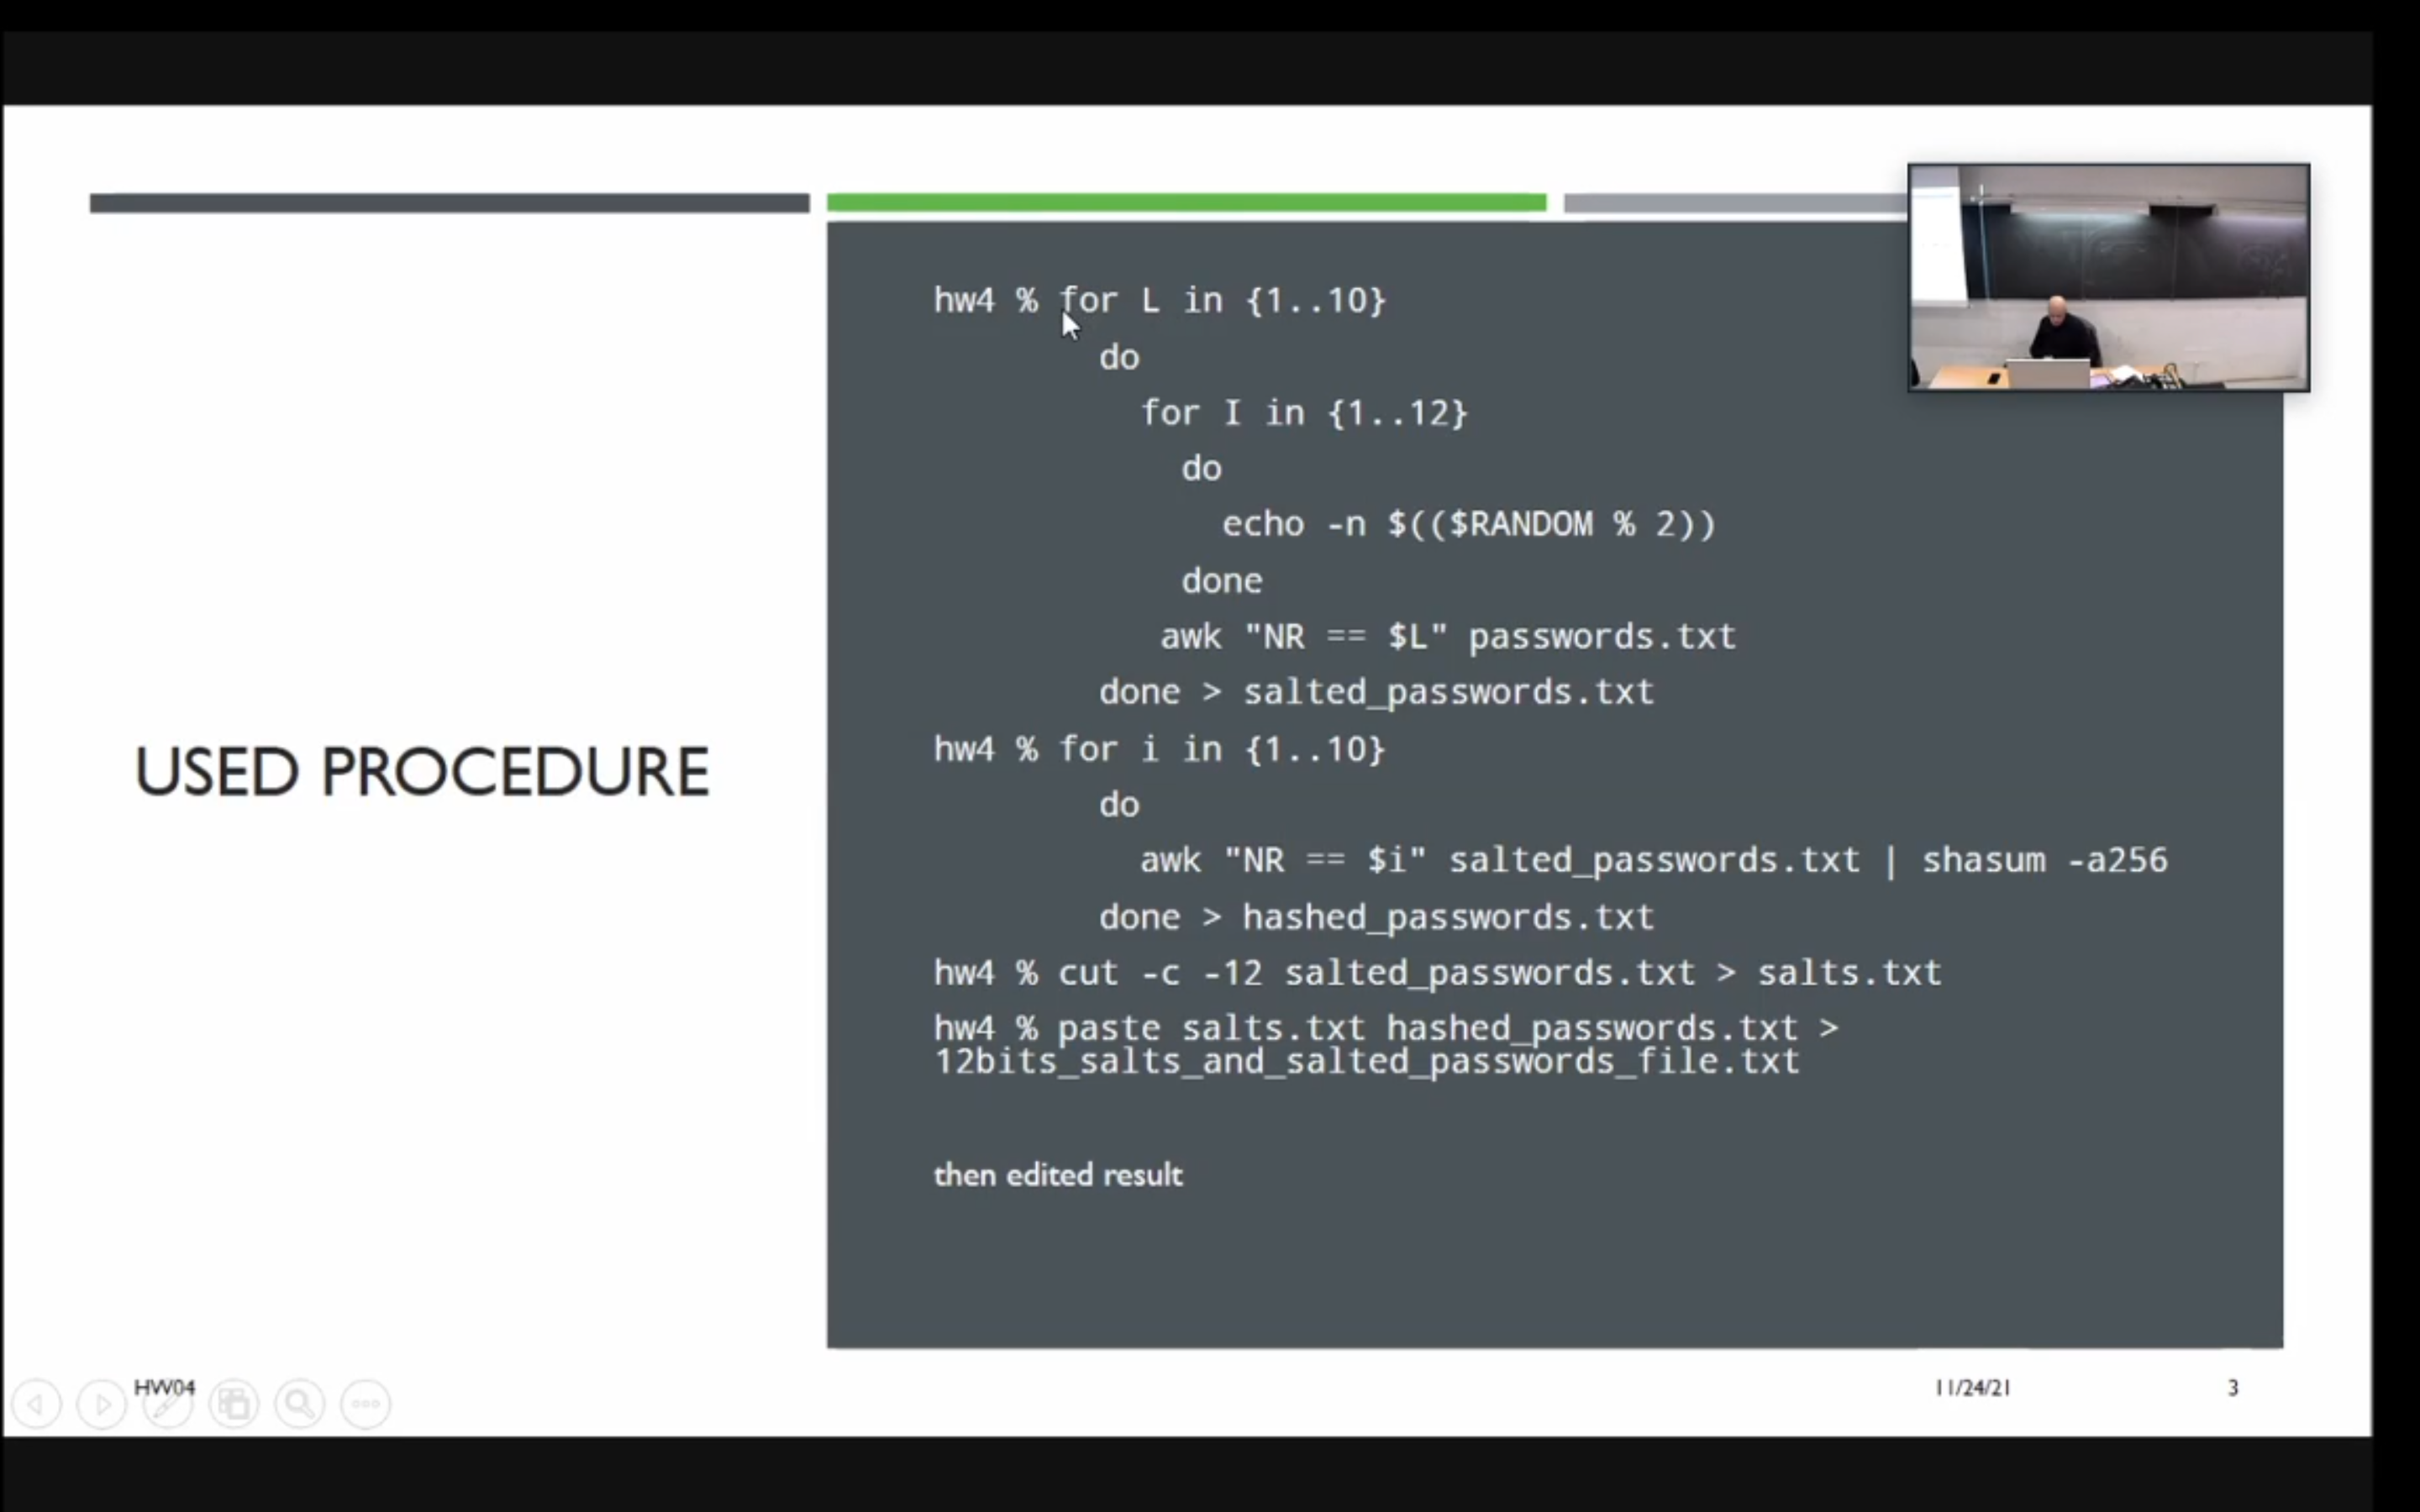 hw4 % for L in {1..10}
do
for I in {1..12}
do
echo -n $(($RANDOM % 2))
done
awk "NR == $L" passwords.txt
done > salted_passwords.txt
hw4 % for i in {1..10}
do
awk "NR == $i" salted_passwords.txt | shasum -a256
done > hashed_passwords.txt
hw4 % cut -c -12 salted_passwords.txt > salts.txt
hw4 % paste salts.txt hashed_passwords.txt >
12bits_salts_and_salted_passwords_file.txt
then edited result
USED PROCEDURE
HW04
11/24/21
3